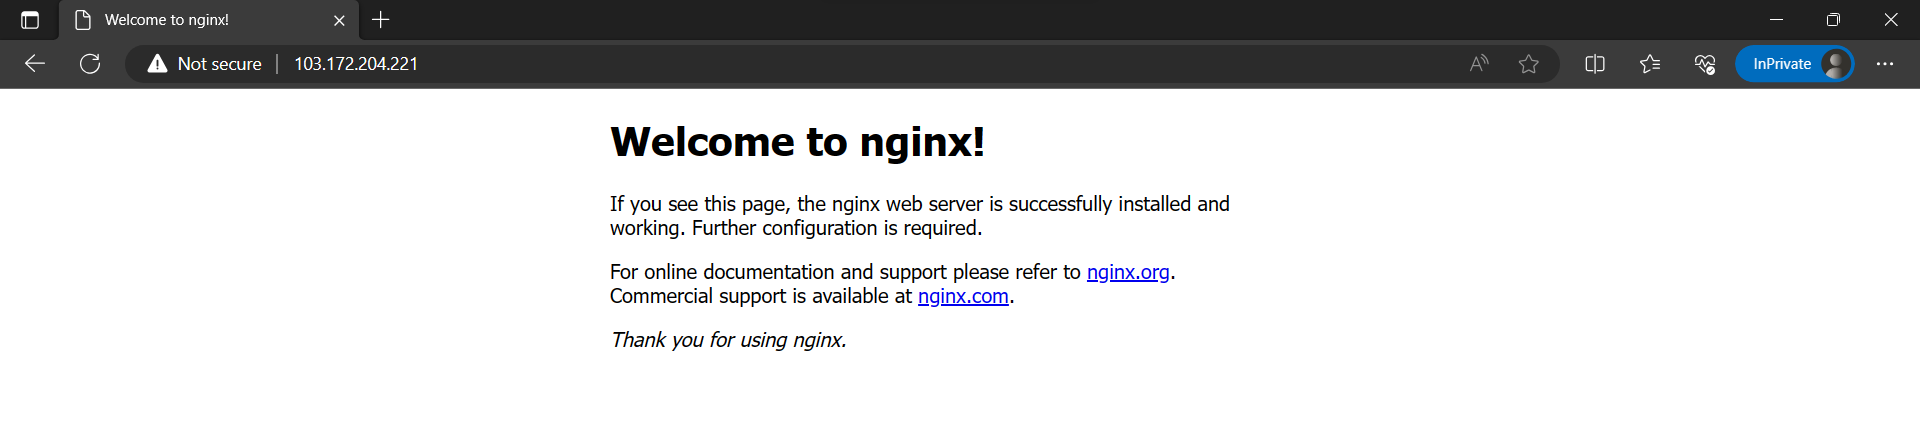 Welcome to nginx!
Not secure
103.172.204.221
InPrivate
Welcome to nginx!
If you see this page, the nginx web server is successfully installed and
working. Further configuration is required.
For online documentation and support please refer to nginx.org.
Commercial support is available at nginx.com.
Thank you for using nginx.